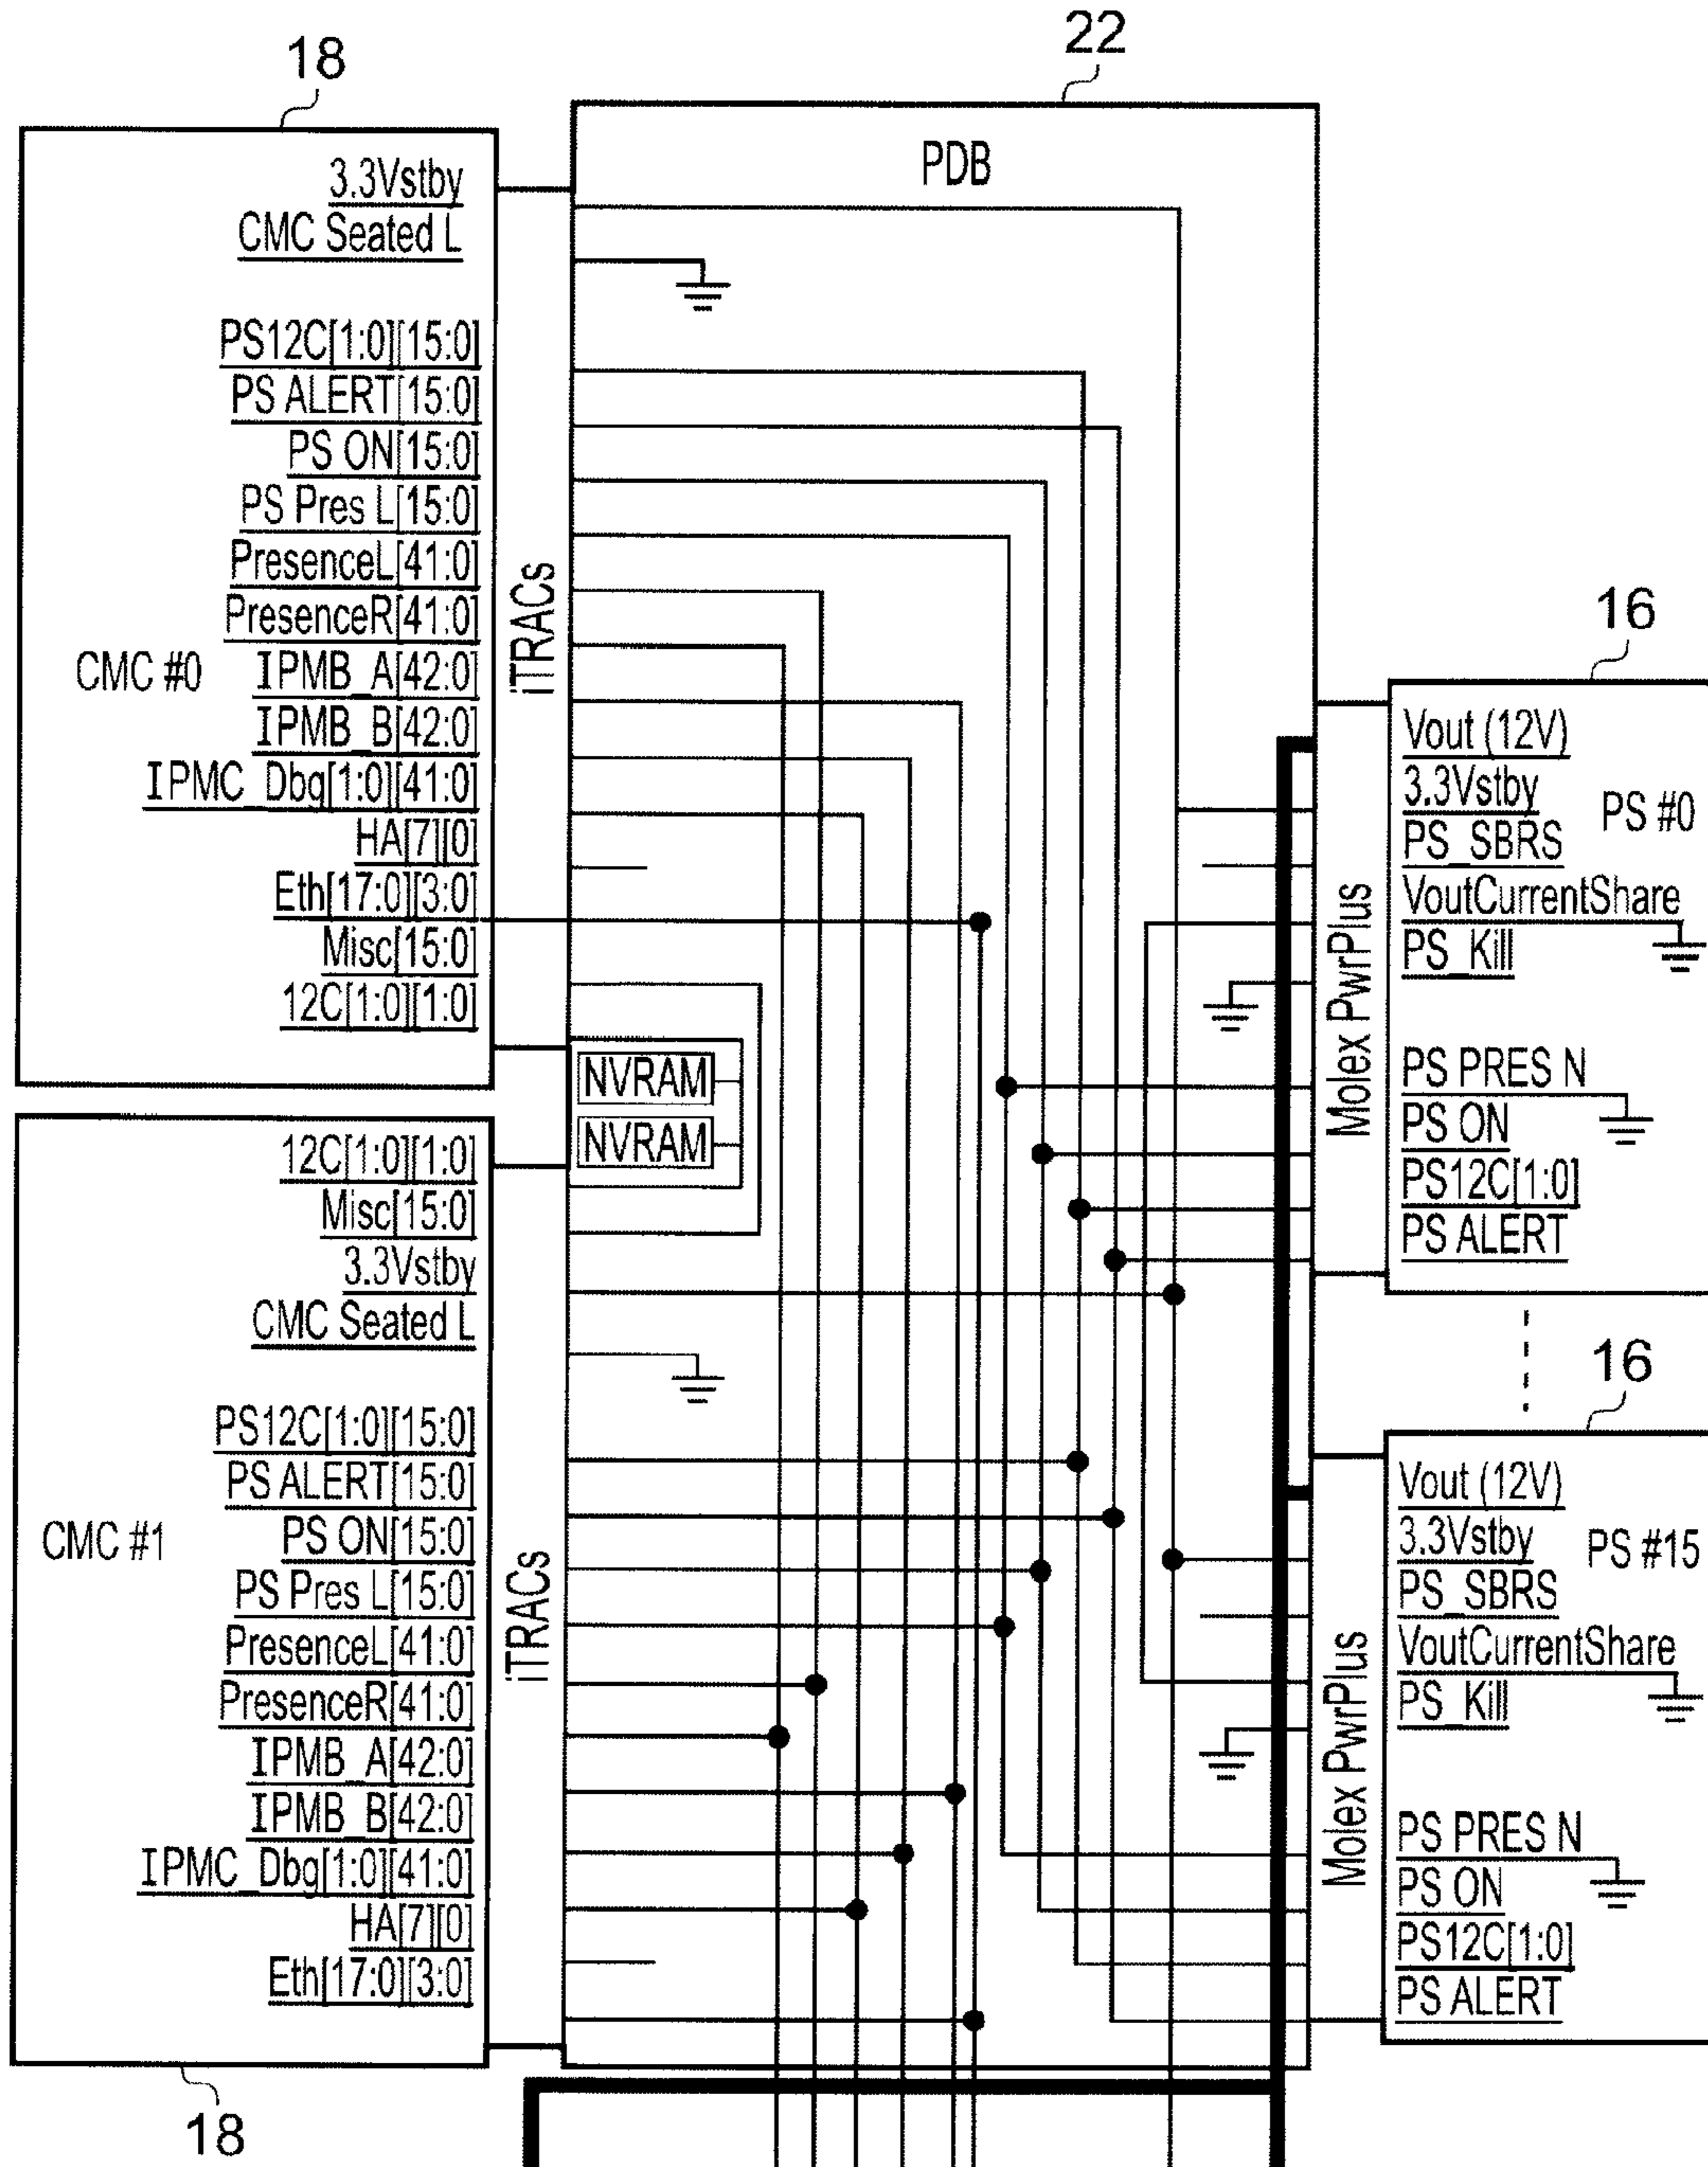 22
18
PDB
3.3Vstby
CMC Seated L
PS12C[1:0][15:0]
PS ALERT[15:0]
PS ON[15:0]
PS Pres L[15:0]
PresenceL[41:0]
PresenceR[41:0]
CMC #0
IPMB_A[42:0]
IPMB_B[42:0]
IPMC_Dbg[1:0][41:0]
HA[7][0]
Eth[17:0][3:0]
Misc[15:0]
12C[1:0][1:0]
iTRACs
NVRAM
NVRAM
16
Vout (12V)
3.3Vstby
PS #0
PS_SBRS
VoutCurrentShare
PS_Kill
Molex PwrPlus
PS PRES N
PS ON
PS12C[1:0]
PS ALERT
12C[1:0][1:0]
Misc[15:0]
3.3Vstby
CMC Seated L
PS12C[1:0][15:0]
PS ALERT[15:0]
CMC #1
PS ON[15:0]
PS Pres L[15:0]
PresenceL[41:0]
PresenceR[41:0]
IPMB_A[42:0]
IPMB_B[42:0]
IPMC_Dbg[1:0][41:0]
HA[7][0]
Eth[17:0][3:0]
iTRACs
18
16
Vout (12V)
3.3Vstby
PS #15
PS_SBRS
VoutCurrentShare
PS_Kill
Molex PwrPlus
PS PRES N
PS ON
PS12C[1:0]
PS ALERT